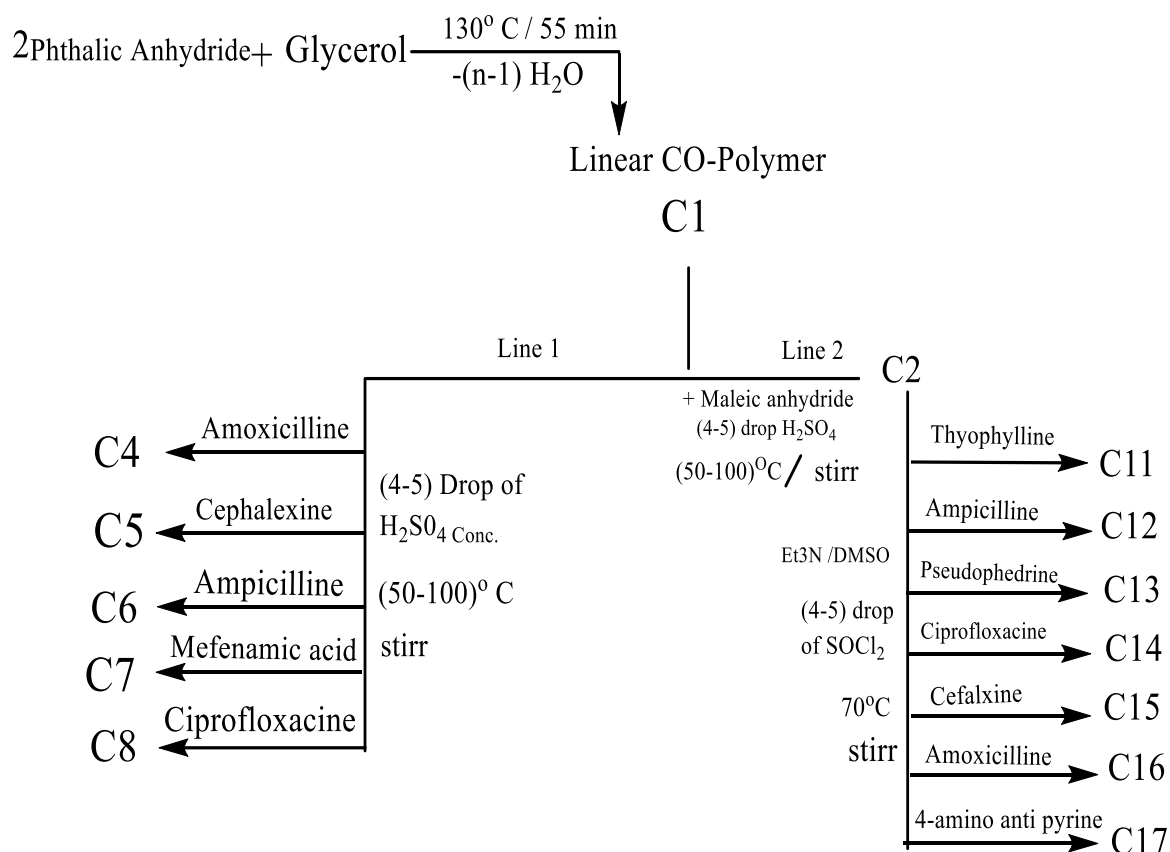 2Phthalic Anhydride+ Glycerol
130° C / 55 min
-(n-1) H₂O
Linear CO-Polymer
C1
Line 1
Line 2
C2
+ Maleic anhydride
(4-5) drop H₂SO₄
(50-100)⁰C/ stirr
C4
Amoxicilline
C5
Cephalexine
C6
Ampicilline
C7
Mefenamic acid
C8
Ciprofloxacine
(4-5) Drop of
H₂S0₄ Conc.
(50-100)° C
stirr
Et3N /DMSO
(4-5) drop
of SOCl₂
70°C
stirr
Thyophylline
C11
Ampicilline
C12
Pseudophedrine
C13
Ciprofloxacine
C14
Cefalxine
C15
Amoxicilline
C16
4-amino anti pyrine
C17